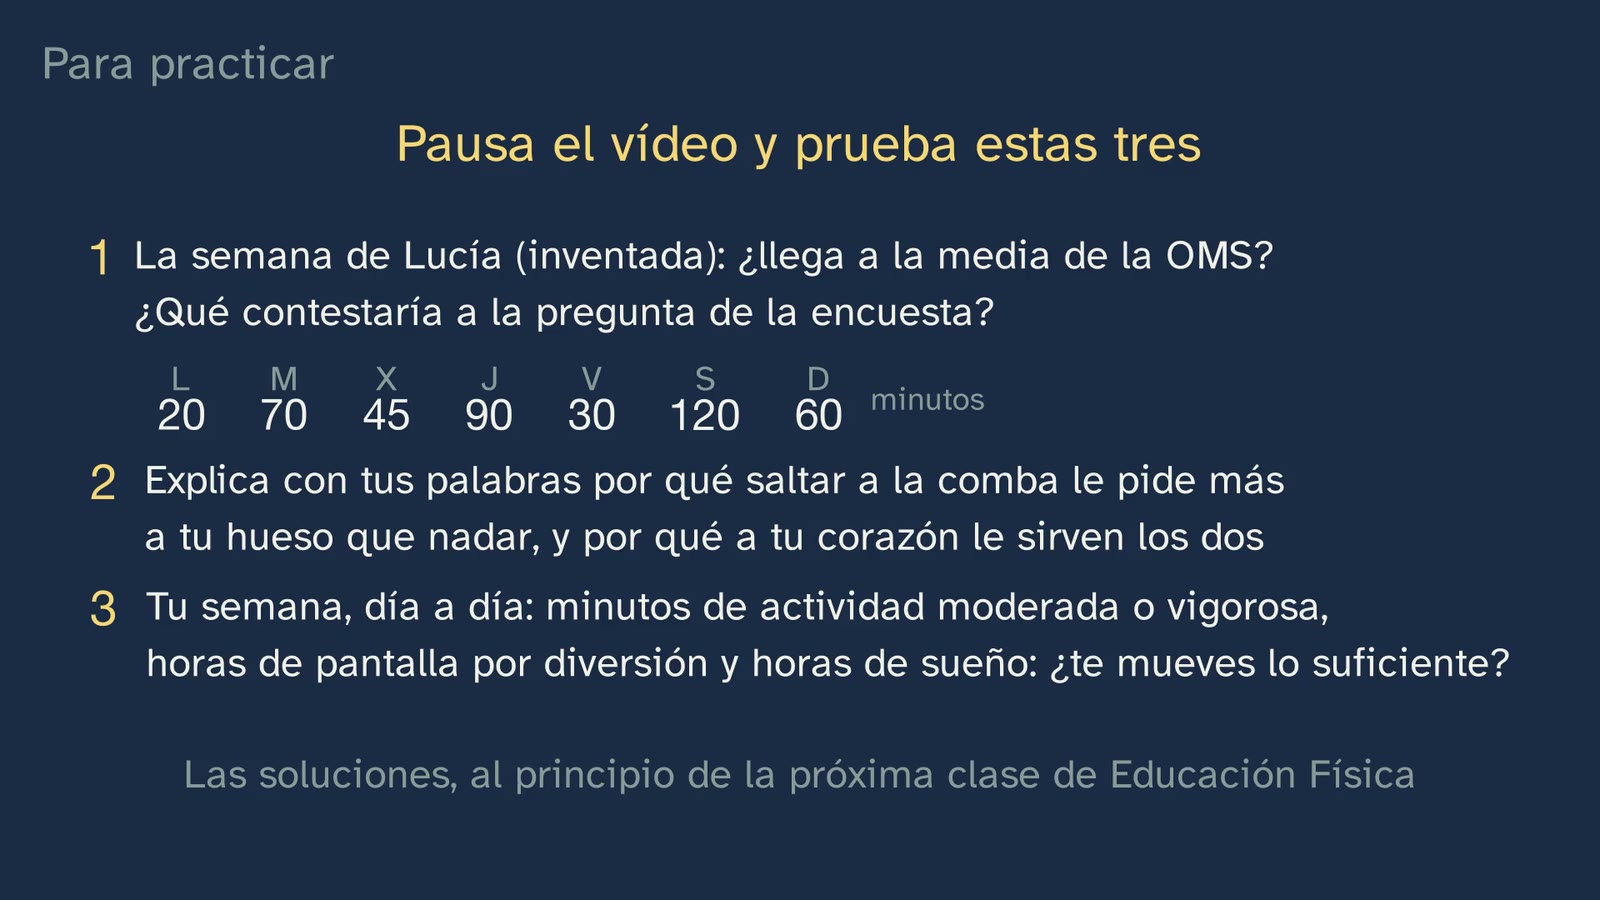 Para practicar
Pausa el vídeo y prueba estas tres
1 La semana de Lucía (inventada): ¿llega a la media de la OMS?
¿Qué contestaría a la pregunta de la encuesta?
L M X J V S D
20 70 45 90 30 120 60 minutos
2 Explica con tus palabras por qué saltar a la comba le pide más
a tu hueso que nadar, y por qué a tu corazón le sirven los dos
3 Tu semana, día a día: minutos de actividad moderada o vigorosa,
horas de pantalla por diversión y horas de sueño: ¿te mueves lo suficiente?
Las soluciones, al principio de la próxima clase de Educación Física